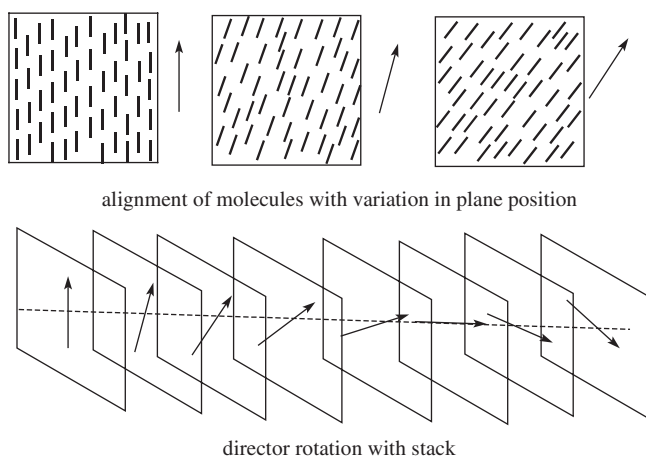 alignment of molecules with variation in plane position
director rotation with stack